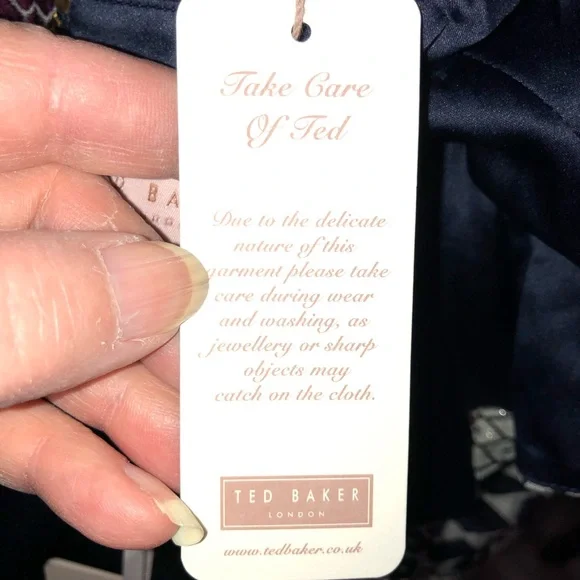 Take Care
Of Ted
Due to the delicate
nature of this
garment please take
care during wear
and washing, as
jewellery or sharp
objects may
catch on the cloth.
TED BAKER
LONDON
www.tedbaker.co.uk